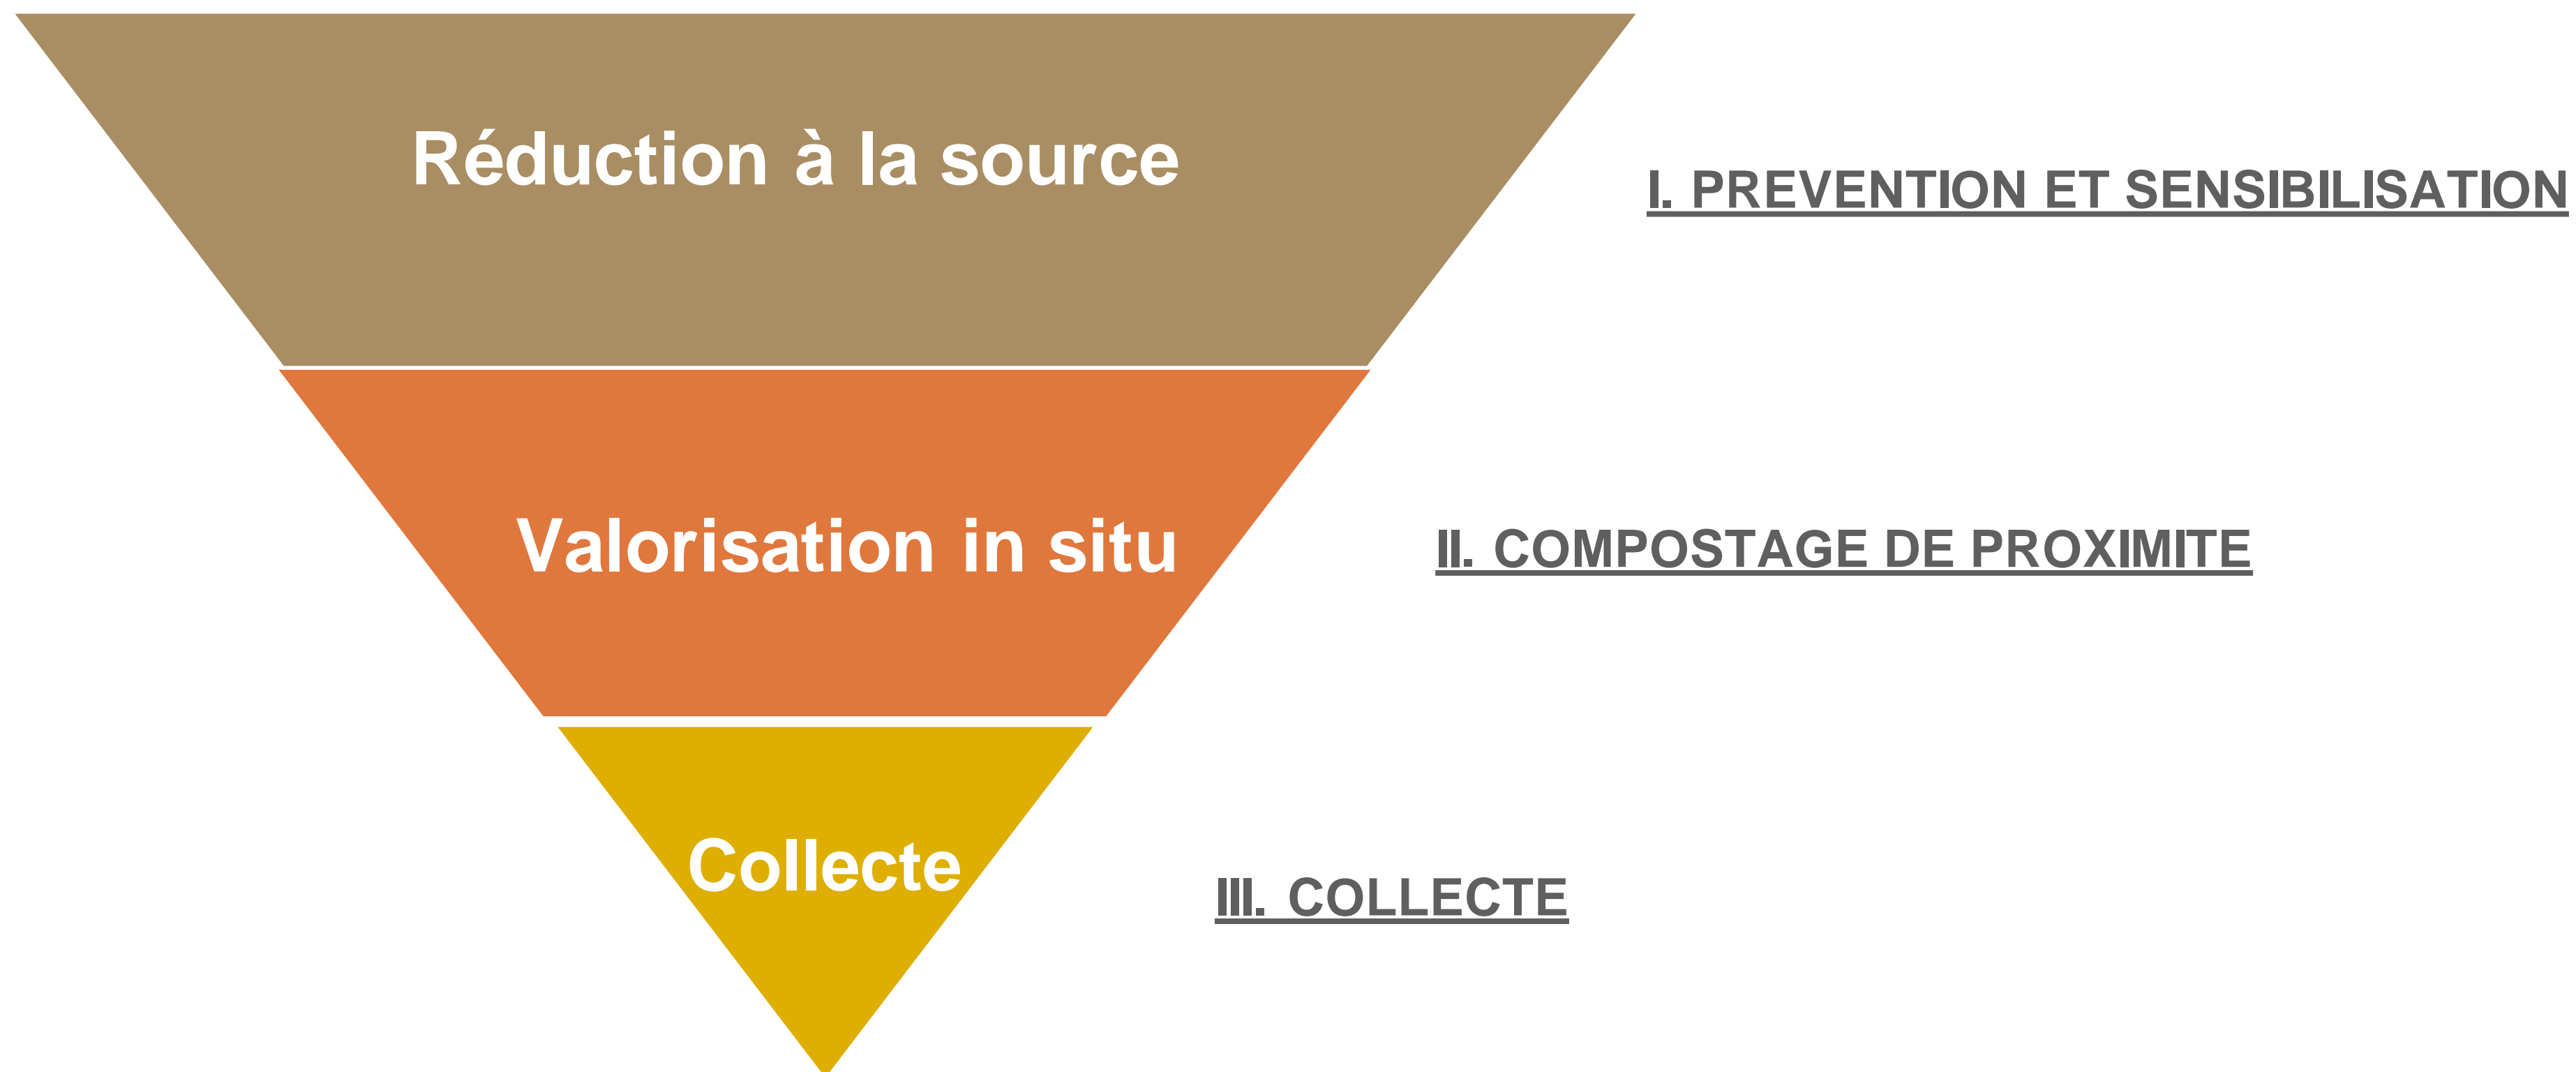 Réduction à la source
I. PREVENTION ET SENSIBILISATION
Valorisation in situ
II. COMPOSTAGE DE PROXIMITE
Collecte
III. COLLECTE